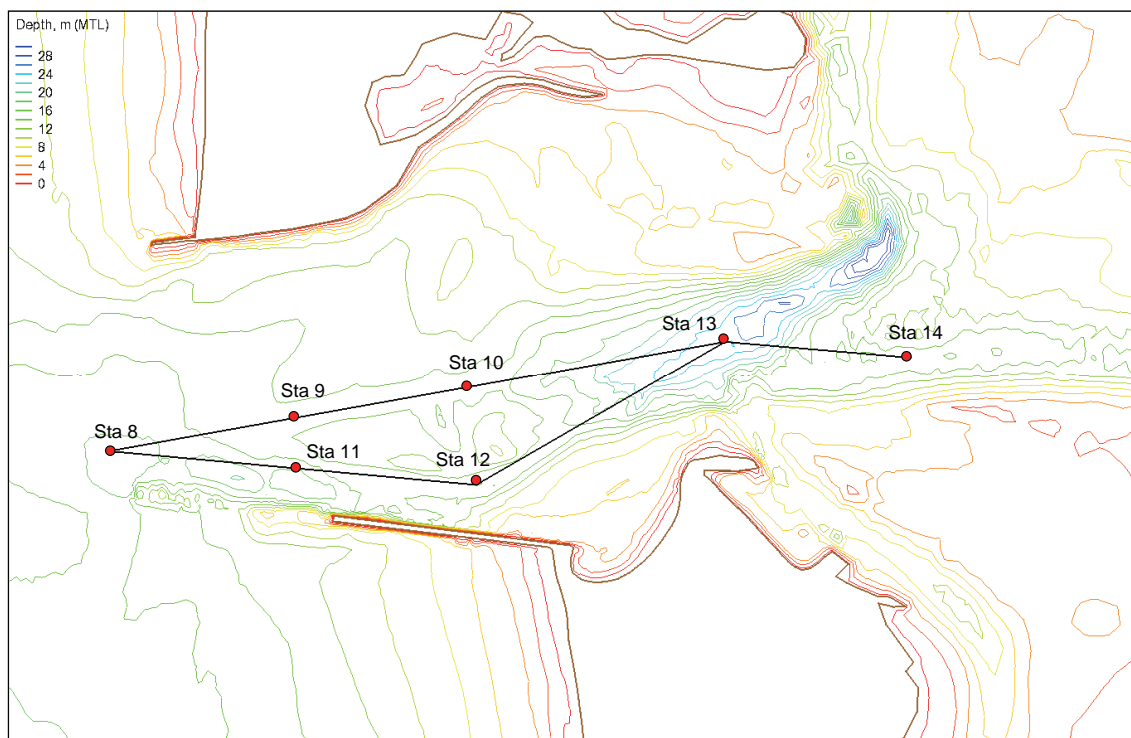 Depth, m (MTL)
28
24
20
16
12
8
4
0
Sta 13
Sta 14
Sta 10
Sta 9
Sta 8
Sta 11
Sta 12